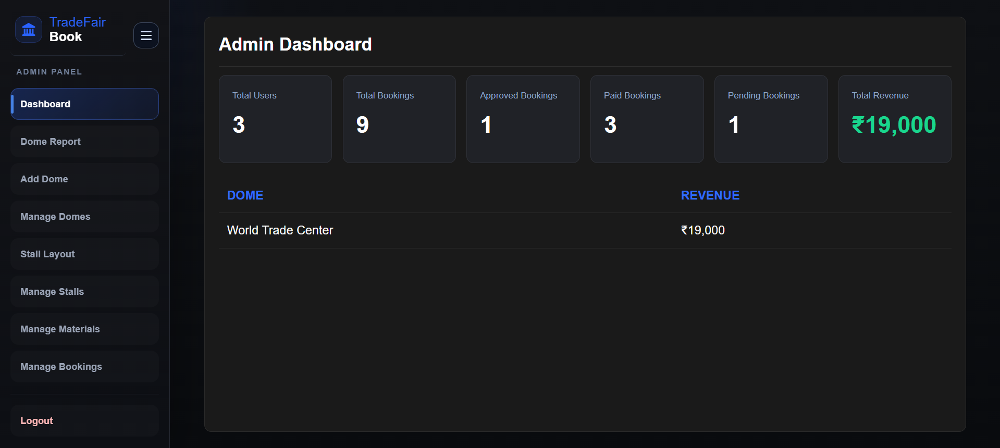 TradeFair
Book
ADMIN PANEL
Dashboard
Dome Report
Add Dome
Manage Domes
Stall Layout
Manage Stalls
Manage Materials
Manage Bookings
Logout
Admin Dashboard
Total Users
3
Total Bookings
9
Approved Bookings
1
Paid Bookings
3
Pending Bookings
1
Total Revenue
₹19,000
DOME REVENUE
World Trade Center ₹19,000